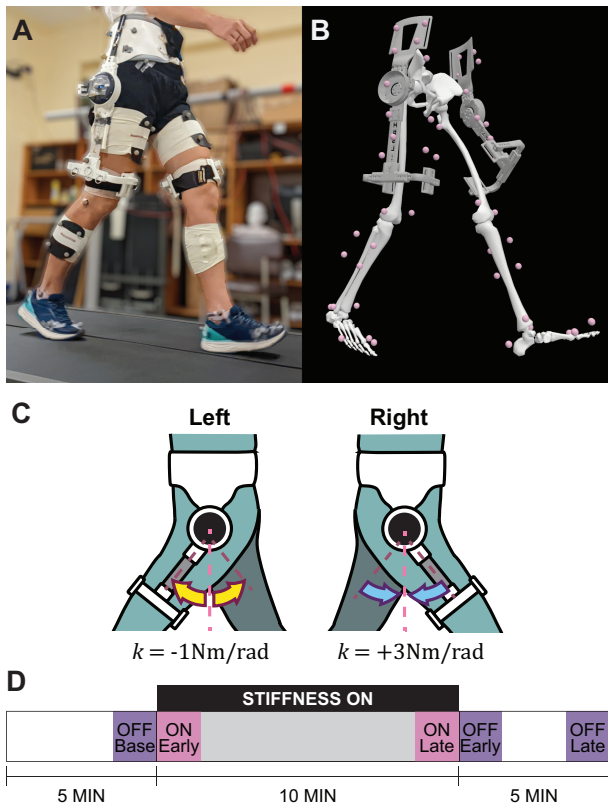 A
B
C
Left
Right
k = -1Nm/rad
k = +3Nm/rad
D
STIFFNESS ON
OFF
Base
ON
Early
ON
Late
OFF
Early
OFF
Late
5 MIN
10 MIN
5 MIN